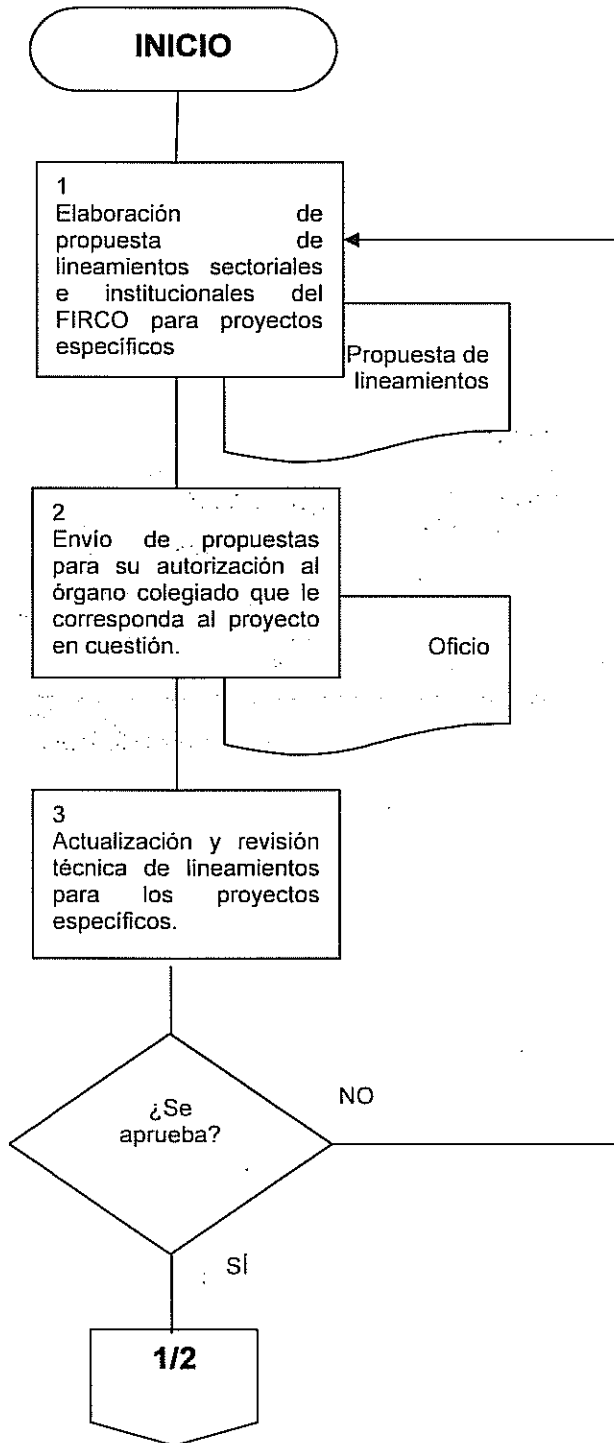 INICIO
1
Elaboración de
propuesta de
lineamientos sectoriales
e institucionales del
FIRCO para proyectos
específicos
Propuesta de
lineamientos
2
Envío de propuestas
para su autorización al
órgano colegiado que le
corresponda al proyecto
en cuestión.
Oficio
3
Actualización y revisión
técnica de lineamientos
para los proyectos
específicos.
¿Se
aprueba?
NO
SÍ
1/2